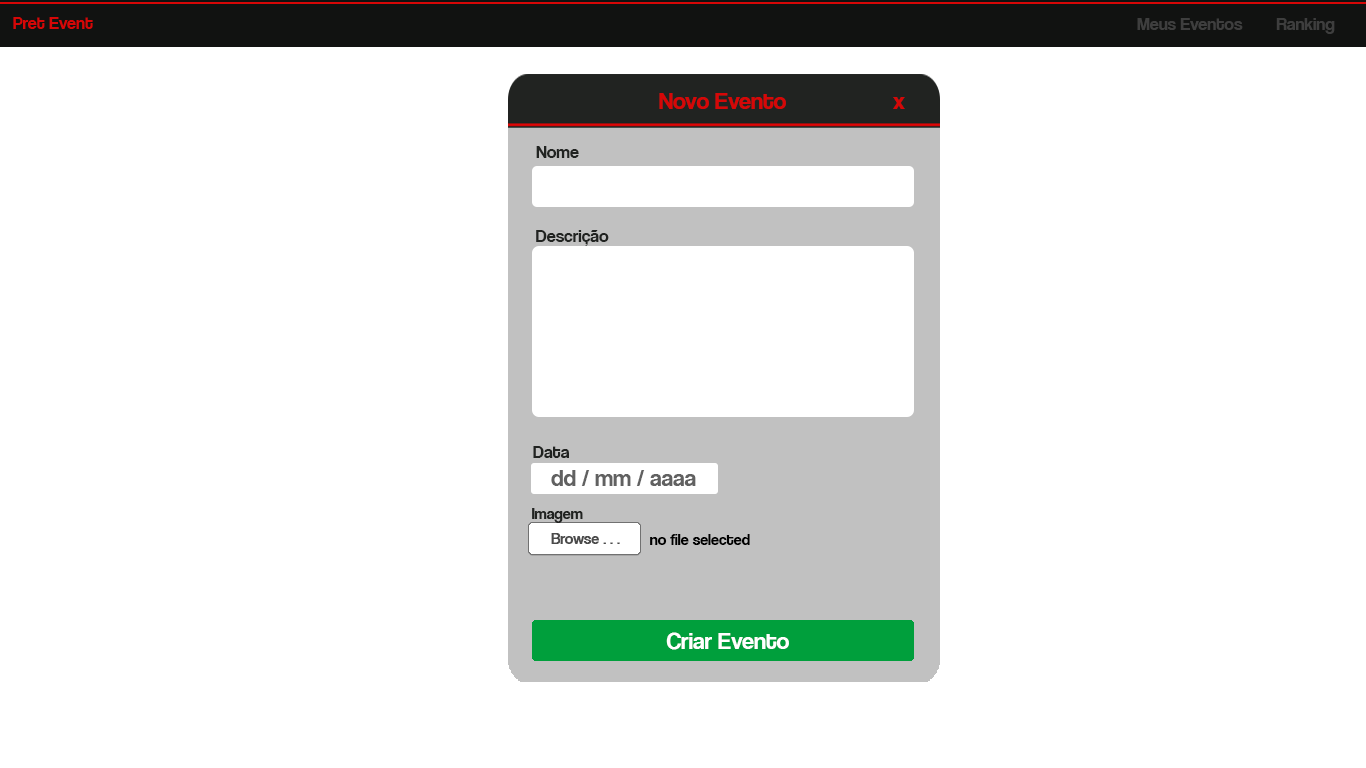 Pret Event
Meus Eventos Ranking
Novo Evento x
Nome
Descrição
Data
dd / mm / aaaa
Imagem
Browse . . . no file selected
Criar Evento